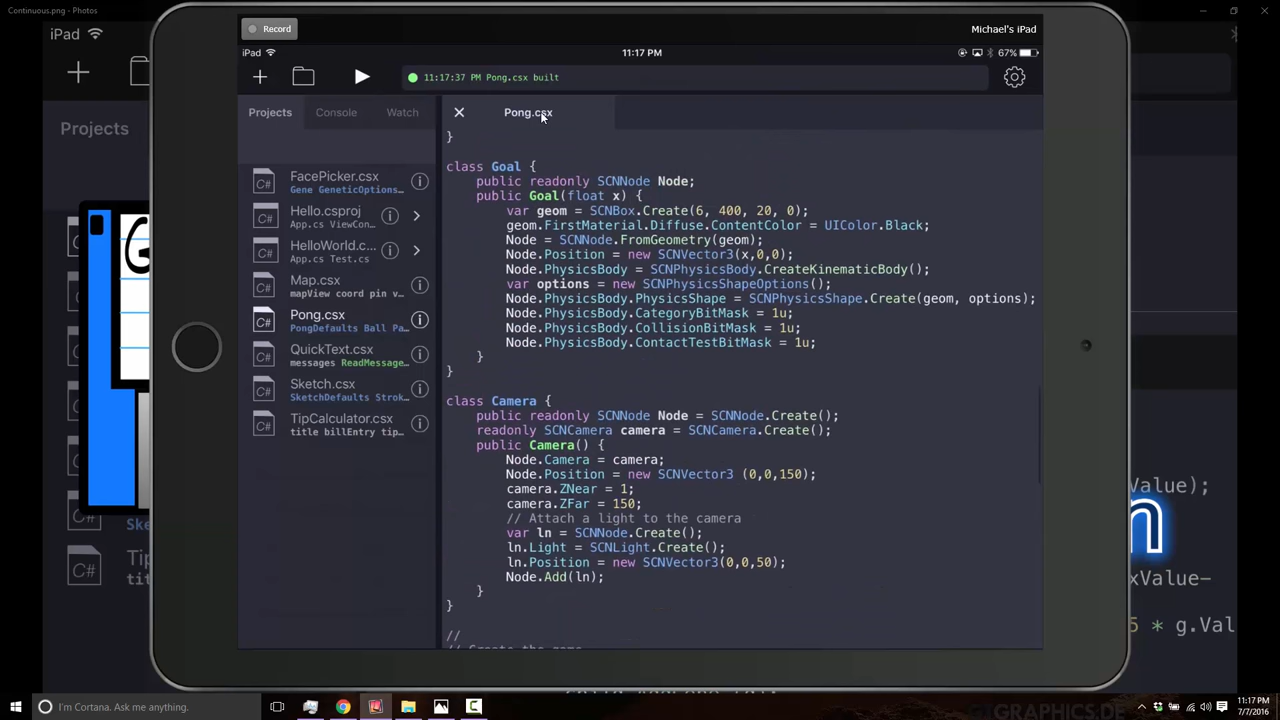 Continuous.png - Photos
iPad
Projects
Record
Michael's iPad
iPad
11:17 PM
67%
11:17:37 PM Pong.csx built
Projects
Console
Watch
Pong.csx
FacePicker.csx
Gene GeneticOptions…
Hello.csproj
App.cs ViewCon…
HelloWorld.c…
App.cs Test.cs
Map.csx
mapView coord pin v…
Pong.csx
PongDefaults Ball Pa…
QuickText.csx
messages ReadMessage…
Sketch.csx
SketchDefaults Strok…
TipCalculator.csx
title billEntry tip…
}
class Goal {
public readonly SCNNode Node;
public Goal(float x) {
var geom = SCNBox.Create(6, 400, 20, 0);
geom.FirstMaterial.Diffuse.ContentColor = UIColor.Black;
Node = SCNNode.FromGeometry(geom);
Node.Position = new SCNVector3(x,0,0);
Node.PhysicsBody = SCNPhysicsBody.CreateKinematicBody();
var options = new SCNPhysicsShapeOptions();
Node.PhysicsBody.PhysicsShape = SCNPhysicsShape.Create(geom, options);
Node.PhysicsBody.CategoryBitMask = 1u;
Node.PhysicsBody.CollisionBitMask = 1u;
Node.PhysicsBody.ContactTestBitMask = 1u;
}
}
class Camera {
public readonly SCNNode Node = SCNNode.Create();
readonly SCNCamera camera = SCNCamera.Create();
public Camera() {
Node.Camera = camera;
Node.Position = new SCNVector3 (0,0,150);
camera.ZNear = 1;
camera.ZFar = 150;
// Attach a light to the camera
var ln = SCNNode.Create();
ln.Light = SCNLight.Create();
ln.Position = new SCNVector3(0,0,50);
Node.Add(ln);
}
}
//
// Create the game
Value);
n
xValue-
5 * g.Val
Sk
Ti
C#
I'm Cortana. Ask me anything.
11:17 PM
7/7/2016